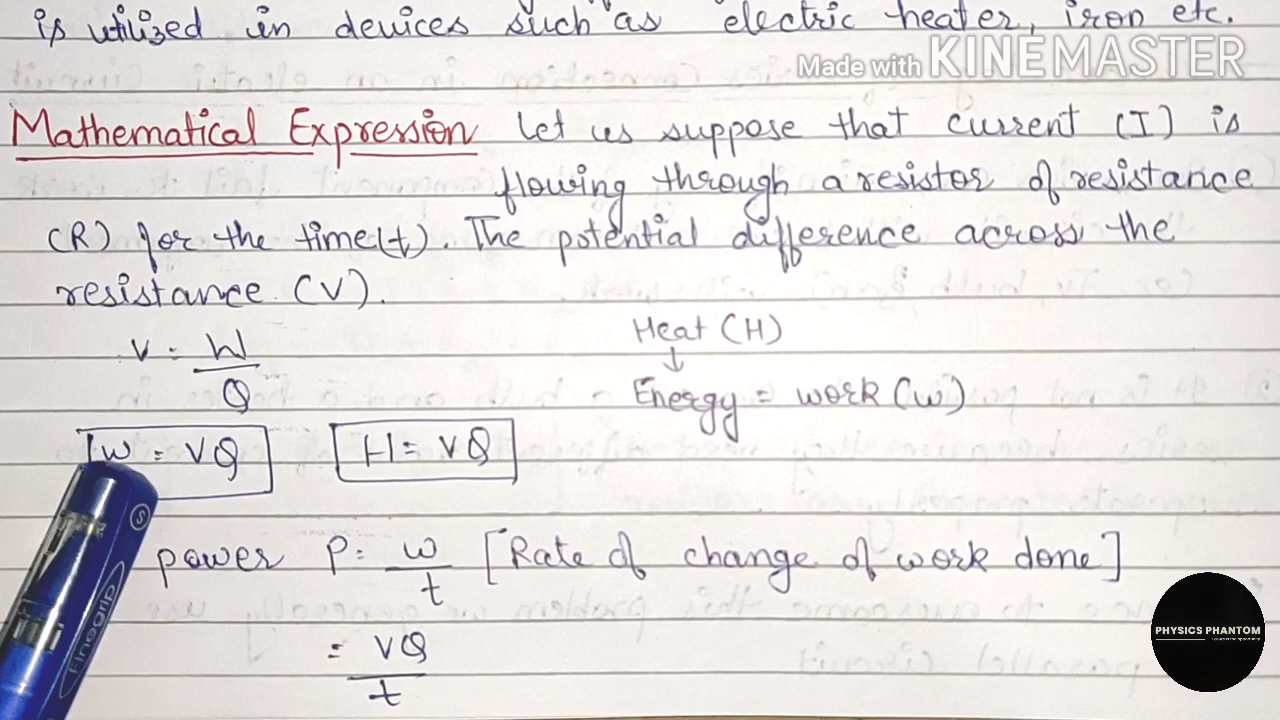 is utilized in devices such as electric heater, iron etc.
Made with KINEMASTER
Mathematical Expression Let us suppose that current (I) is
flowing through a resistor of resistance
(R) for the time(t). The potential difference across the
resistance (V).
V = W
Q
Heat (H)
↓
Energy = work (w)
W = VQ
H = VQ
power P = w [Rate of change of work done]
t
= VQ
t
Finegrip
S
PHYSICS PHANTOM